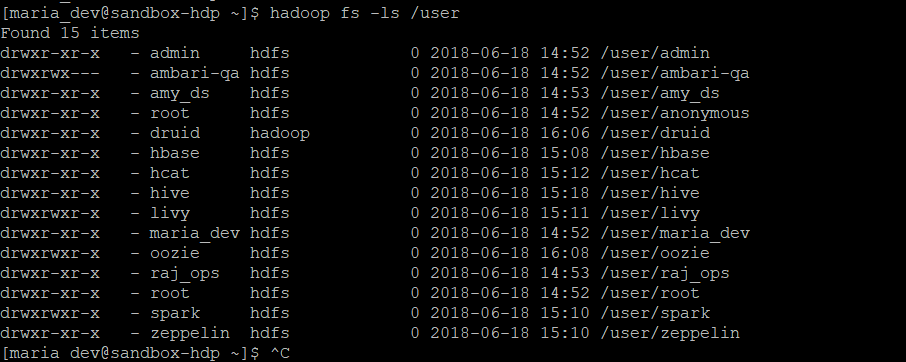 [maria_dev@sandbox-hdp ~]$ hadoop fs -ls /user
Found 15 items
drwxr-xr-x   - admin     hdfs            0 2018-06-18 14:52 /user/admin
drwxrwx---   - ambari-qa hdfs            0 2018-06-18 14:52 /user/ambari-qa
drwxr-xr-x   - amy_ds    hdfs            0 2018-06-18 14:53 /user/amy_ds
drwxr-xr-x   - root      hdfs            0 2018-06-18 14:52 /user/anonymous
drwxr-xr-x   - druid     hadoop          0 2018-06-18 16:06 /user/druid
drwxr-xr-x   - hbase     hdfs            0 2018-06-18 15:08 /user/hbase
drwxr-xr-x   - hcat      hdfs            0 2018-06-18 15:12 /user/hcat
drwxr-xr-x   - hive      hdfs            0 2018-06-18 15:18 /user/hive
drwxrwxr-x   - livy      hdfs            0 2018-06-18 15:11 /user/livy
drwxr-xr-x   - maria_dev hdfs            0 2018-06-18 14:52 /user/maria_dev
drwxrwxr-x   - oozie     hdfs            0 2018-06-18 16:08 /user/oozie
drwxr-xr-x   - raj_ops   hdfs            0 2018-06-18 14:53 /user/raj_ops
drwxr-xr-x   - root      hdfs            0 2018-06-18 14:52 /user/root
drwxrwxr-x   - spark     hdfs            0 2018-06-18 15:10 /user/spark
drwxr-xr-x   - zeppelin  hdfs            0 2018-06-18 15:10 /user/zeppelin
[maria_dev@sandbox-hdp ~]$ ^C